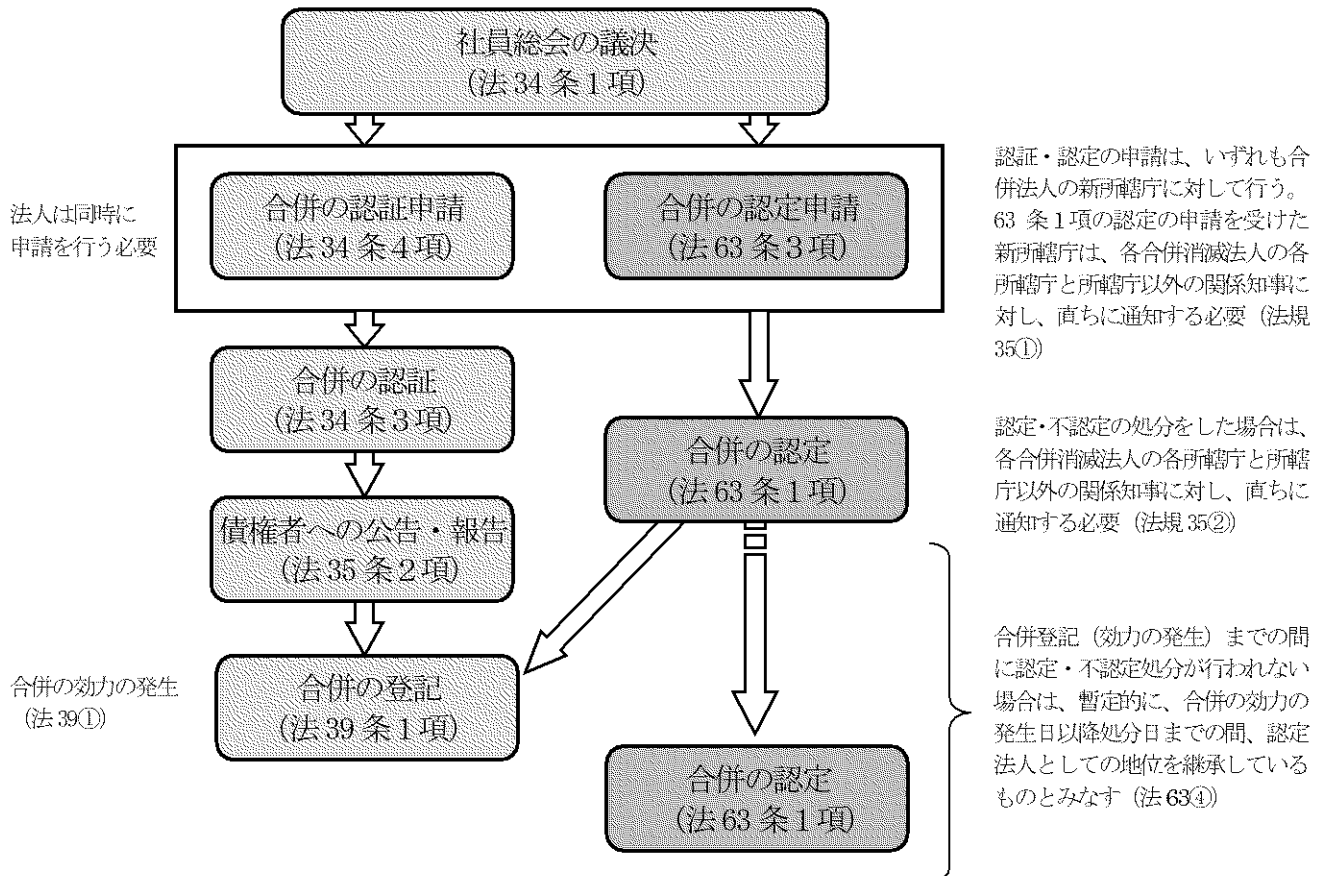 社員総会の議決
(法34条1項)
法人は同時に
申請を行う必要
合併の認証申請
(法34条4項)
合併の認定申請
(法63条3項)
認証・認定の申請は、いずれも合
併法人の新所轄庁に対して行う。
63 条1項の認定の申請を受けた
新所轄庁は、各合併消滅法人の各
所轄庁と所轄庁以外の関係知事に
対し、直ちに通知する必要(法規
35①)
合併の認証
(法34条3項)
合併の認定
(法63条1項)
認定・不認定の処分をした場合は、
各合併消滅法人の各所轄庁と所轄
庁以外の関係知事に対し、直ちに
通知する必要(法規35②)
債権者への公告・報告
(法35条2項)
合併の効力の発生
(法39①)
合併の登記
(法39条1項)
合併登記(効力の発生)までの間
に認定・不認定処分が行われない
場合は、暫定的に、合併の効力の
発生日以降処分日までの間、認定
法人としての地位を継承している
ものとみなす(法63④)
合併の認定
(法63条1項)